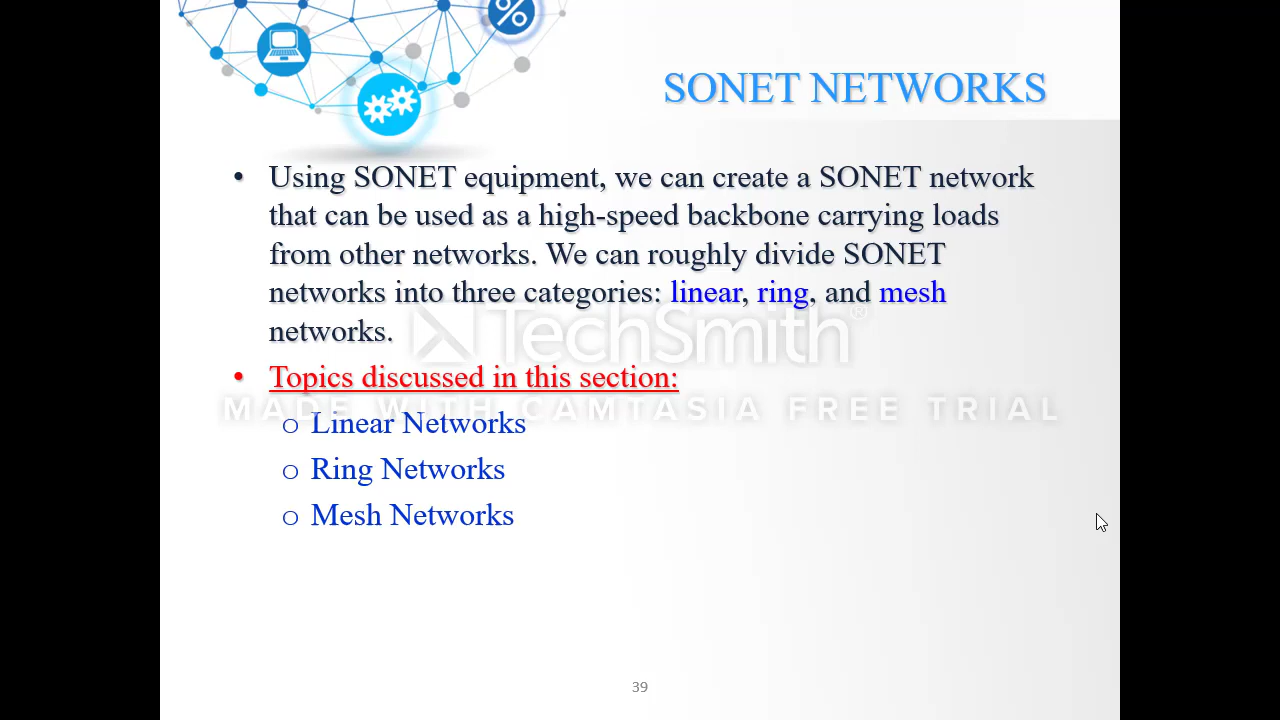 SONET NETWORKS
• Using SONET equipment, we can create a SONET network
that can be used as a high-speed backbone carrying loads
from other networks. We can roughly divide SONET
networks into three categories: linear, ring, and mesh
networks.
TechSmith®
• Topics discussed in this section:
MADE WITH CAMTASIA FREE TRIAL
o Linear Networks
o Ring Networks
o Mesh Networks
39